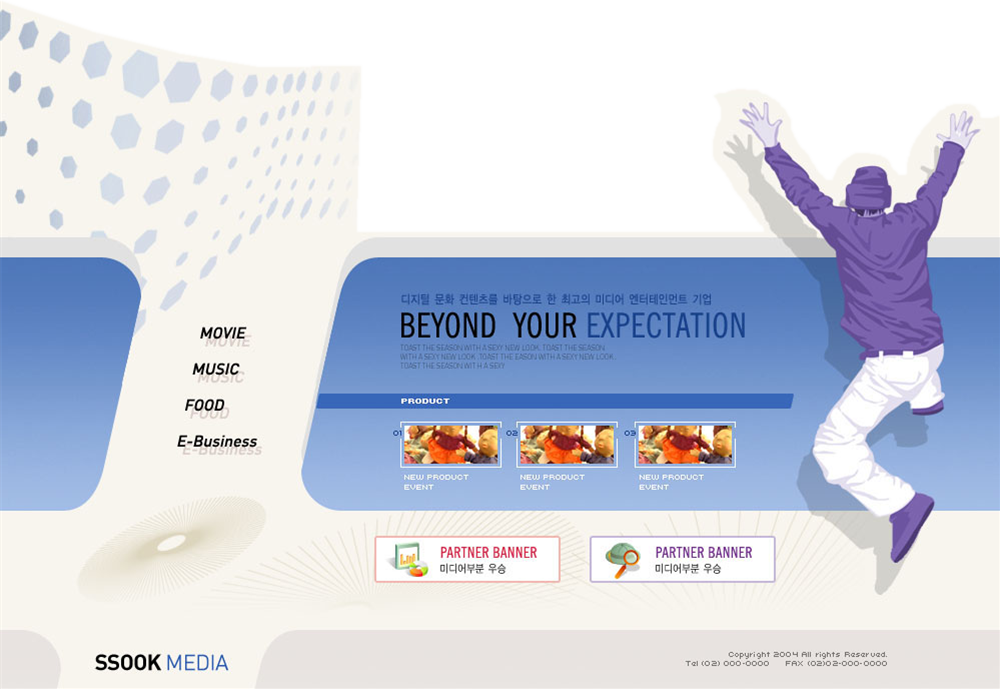 MOVIE
MUSIC
FOOD
E-Business
디지털 문화 컨텐츠를 바탕으로 한 최고의 미디어 엔터테인먼트 기업
BEYOND YOUR EXPECTATION
TOAST THE SEASON WITH A SEXY NEW LOOK. TOAST THE SEASON
WITH A SEXY NEW LOOK .TOAST THE EASON WITH A SEXY NEW LOOK.
TOAST THE SEASON WIT H A SEXY
PRODUCT
01
02
03
NEW PRODUCT
EVENT
NEW PRODUCT
EVENT
NEW PRODUCT
EVENT
PARTNER BANNER
미디어부분 우승
PARTNER BANNER
미디어부분 우승
SSOOK MEDIA
Copyright 2004 All rights Reserved.
Tel (02) 000-0000 FAX (02)02-000-0000